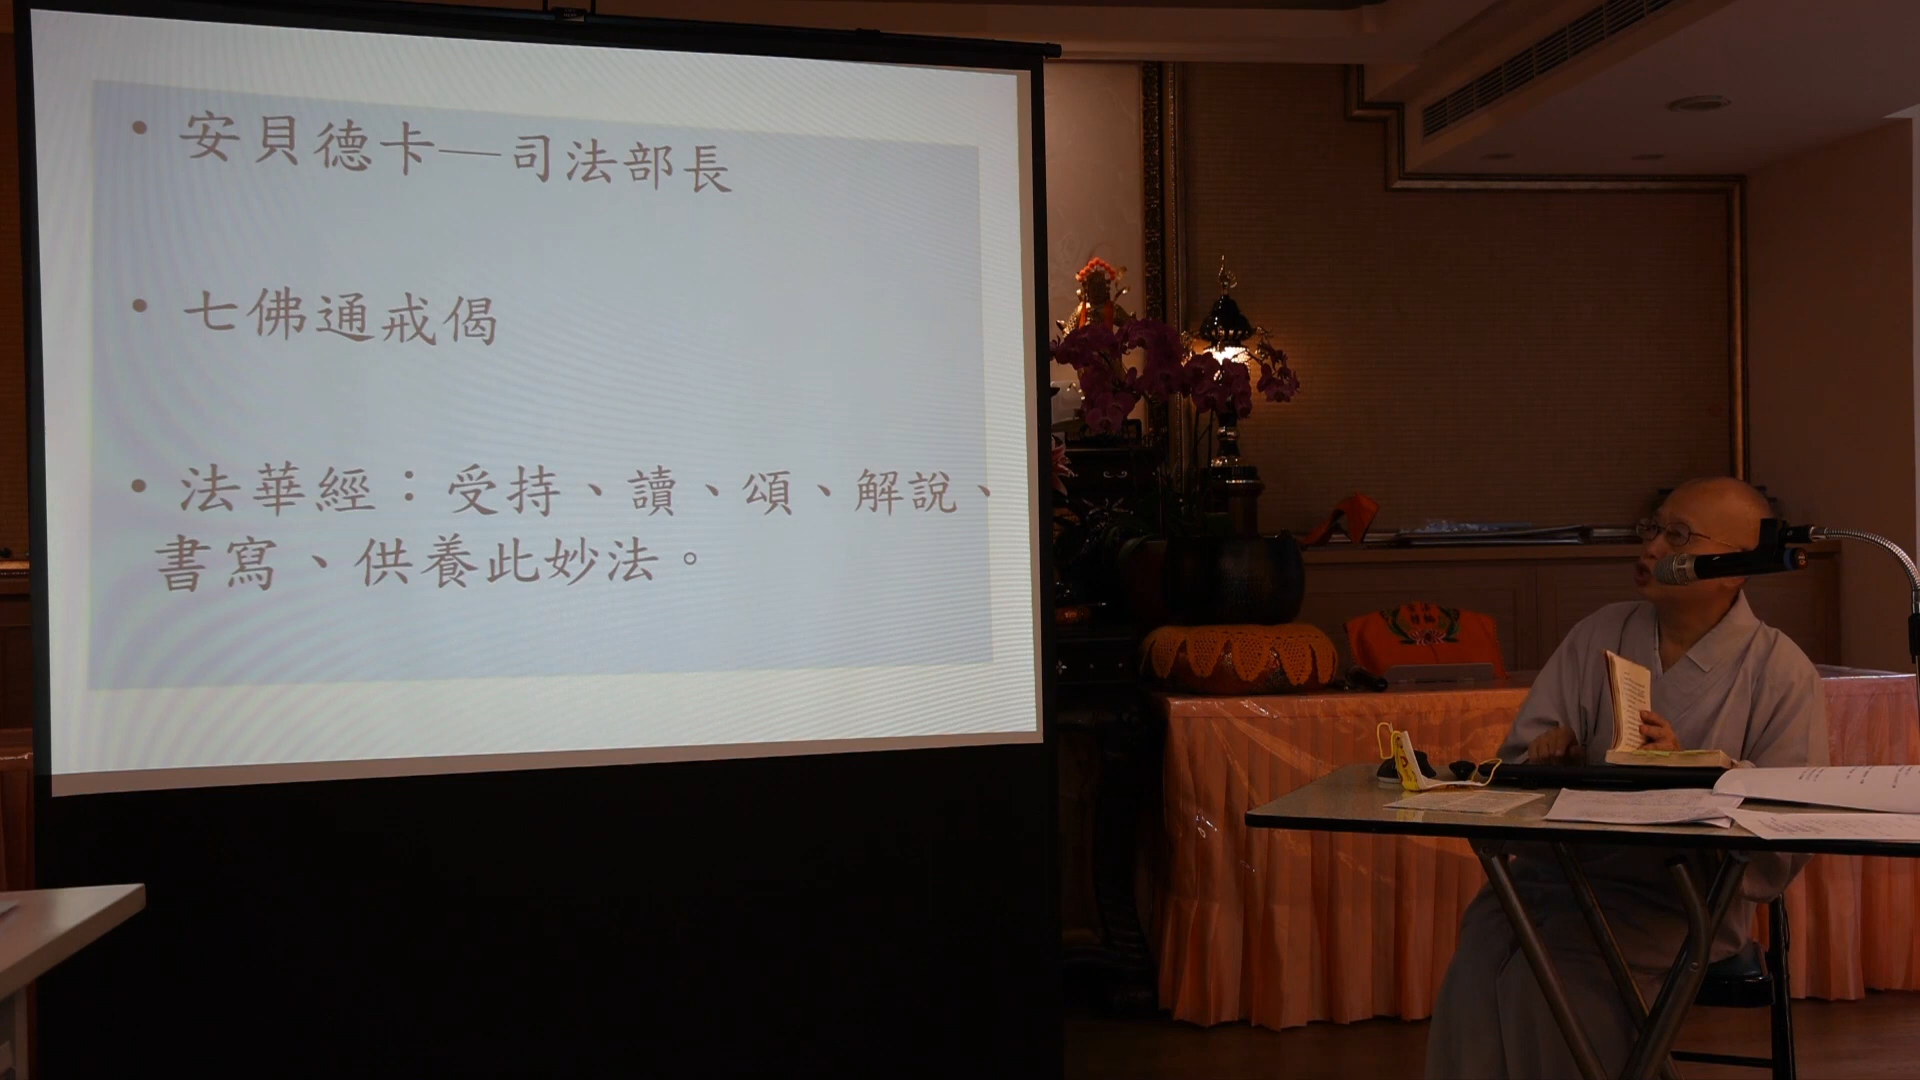 • 安貝德卡—司法部長
• 七佛通戒偈
• 法華經：受持、讀、頌、解說、
書寫、供養此妙法。